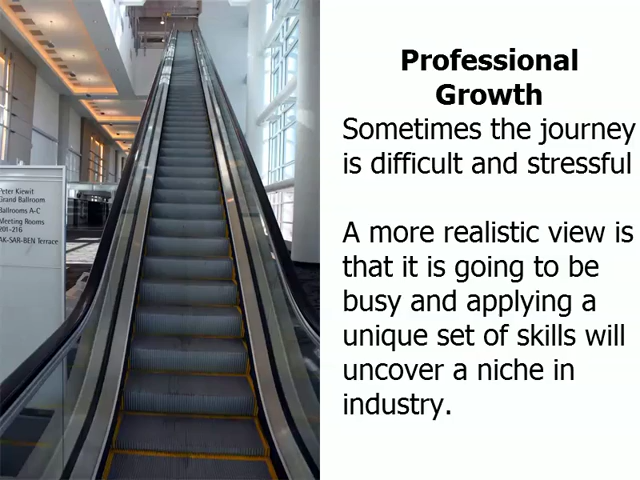 Peter Kiewit
Grand Ballroom
Ballrooms A-C
Meeting Rooms
201-216
AK-SAR-BEN Terrace
Professional
Growth
Sometimes the journey
is difficult and stressful
A more realistic view is
that it is going to be
busy and applying a
unique set of skills will
uncover a niche in
industry.